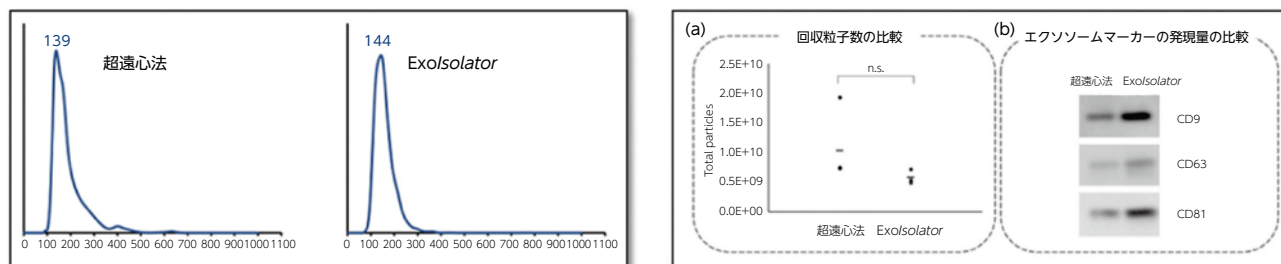 139
超遠心法
0 100 200 300 400 500 600 700 800 900 1000 1100
144
ExoIsolator
0 100 200 300 400 500 600 700 800 900 1000 1100
(a)
回収粒子数の比較
n.s.
Total particles
2.5E+10
2.0E+10
1.5E+10
1.0E+10
0.5E+09
0.0E+00
超遠心法 ExoIsolator
(b)
エクソソームマーカーの発現量の比較
超遠心法 ExoIsolator
CD9
CD63
CD81